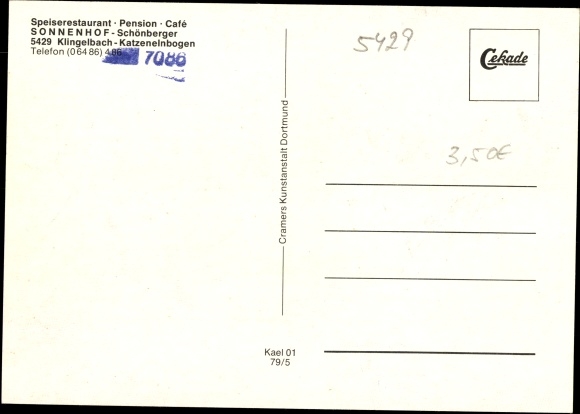 Speiserestaurant · Pension · Café
SONNENHOF - Schönberger
5429 Klingelbach - Katzenelnbogen
Telefon (06486)
7086
5429
Cekade
3,50€
Cramers Kunstanstalt Dortmund
Kael 01
79/5